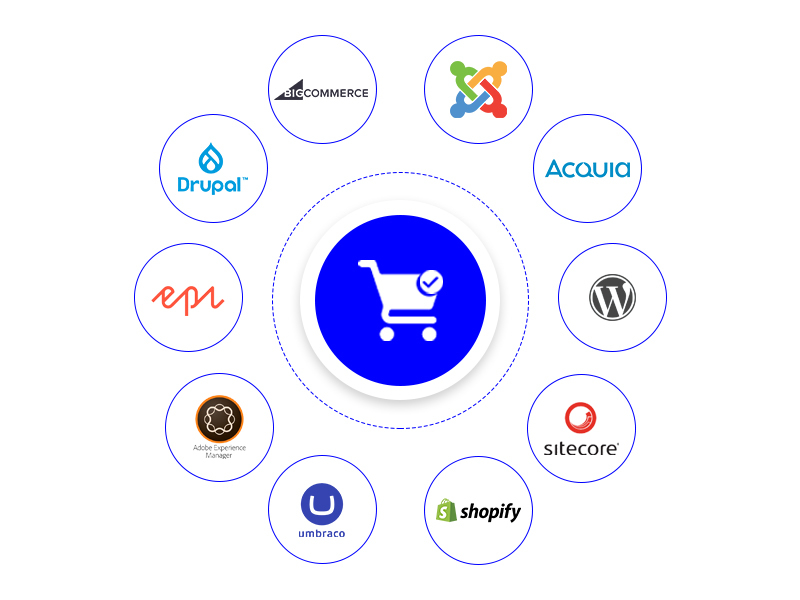 BIGCOMMERCE
Drupal™
Acquia
epi
W
Adobe Experience
Manager
sitecore®
umbraco
S shopify